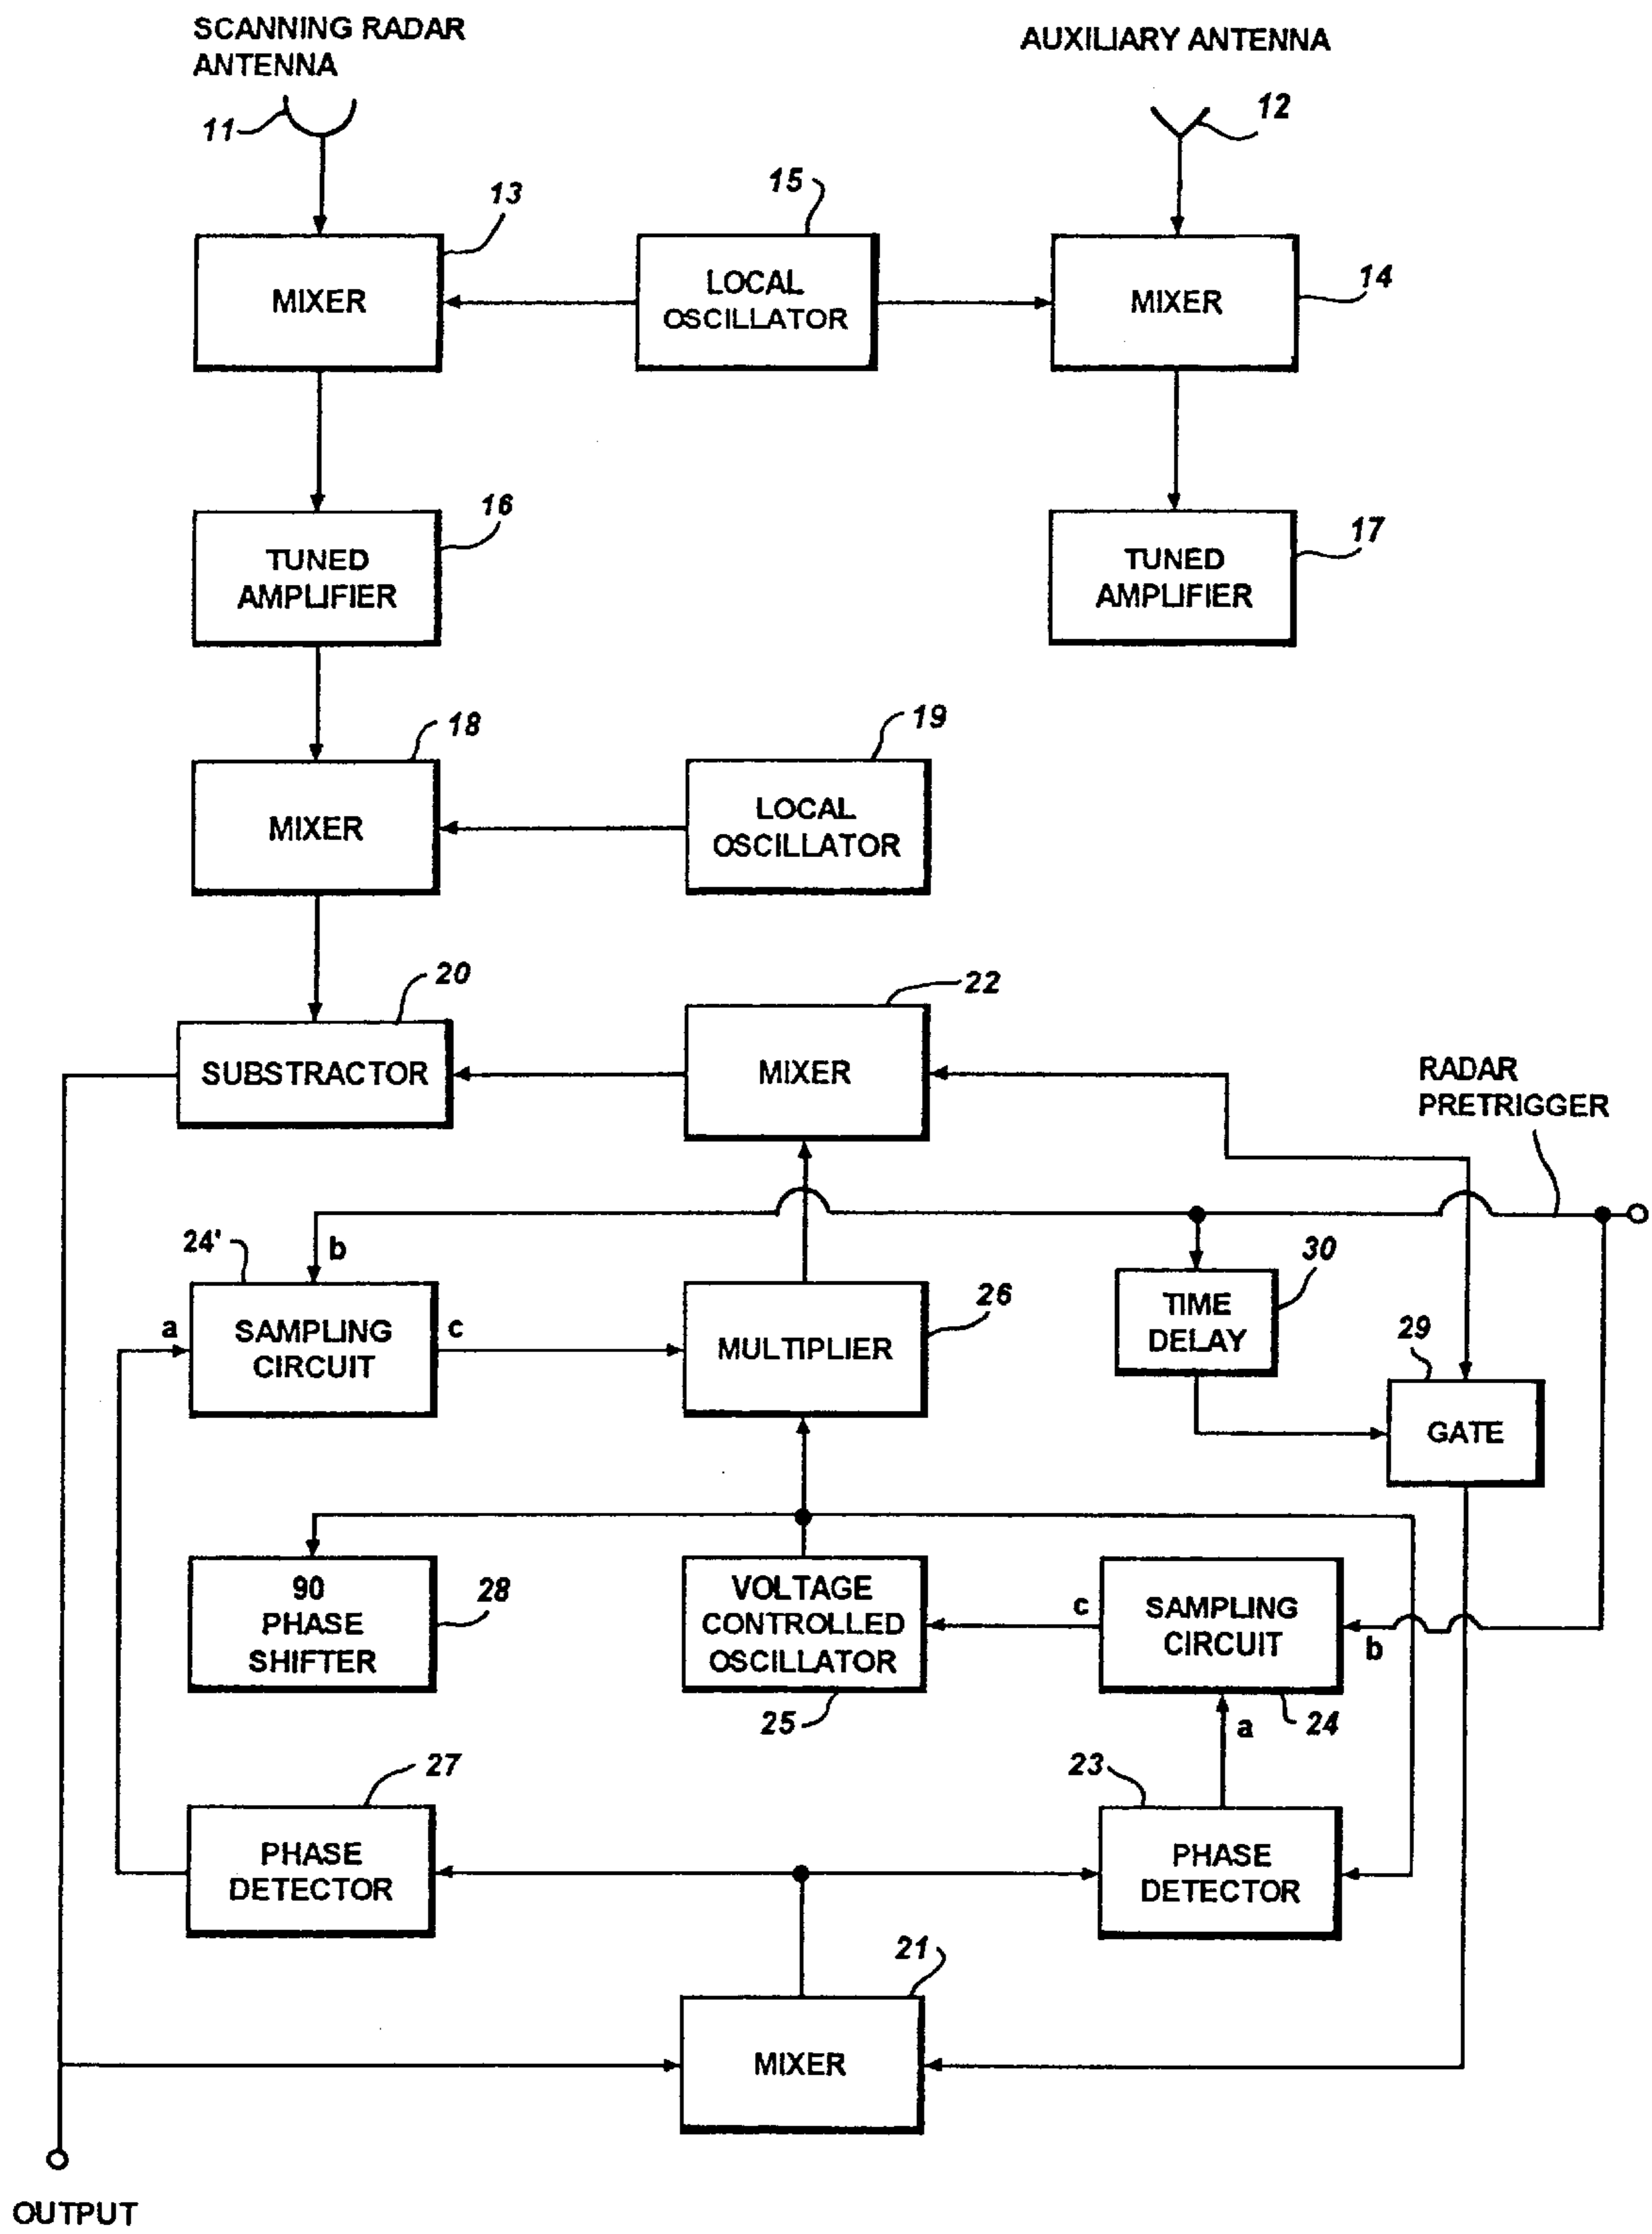 SCANNING RADAR
ANTENNA
AUXILIARY ANTENNA
11
12
13
15
14
MIXER
LOCAL
OSCILLATOR
MIXER
16
17
TUNED
AMPLIFIER
TUNED
AMPLIFIER
18
19
MIXER
LOCAL
OSCILLATOR
20
22
SUBSTRACTOR
MIXER
RADAR
PRETRIGGER
24'
b
30
26
TIME
DELAY
29
a
SAMPLING
CIRCUIT
c
MULTIPLIER
GATE
90
PHASE
SHIFTER
28
VOLTAGE
CONTROLLED
OSCILLATOR
c
SAMPLING
CIRCUIT
b
25
a
24
27
23
PHASE
DETECTOR
PHASE
DETECTOR
21
MIXER
OUTPUT